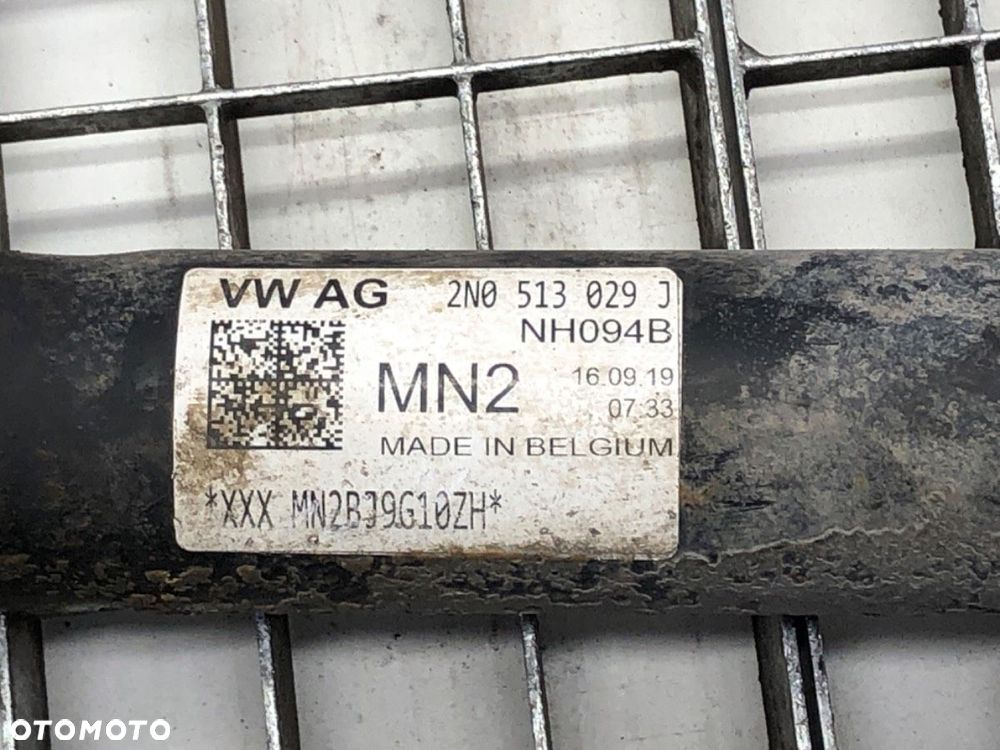 VW AG 2N0 513 029 J
NH094B
MN2 16.09.19
07:33
MADE IN BELGIUM
*XXX MN2BJ9G10ZH*
OTOMOTO